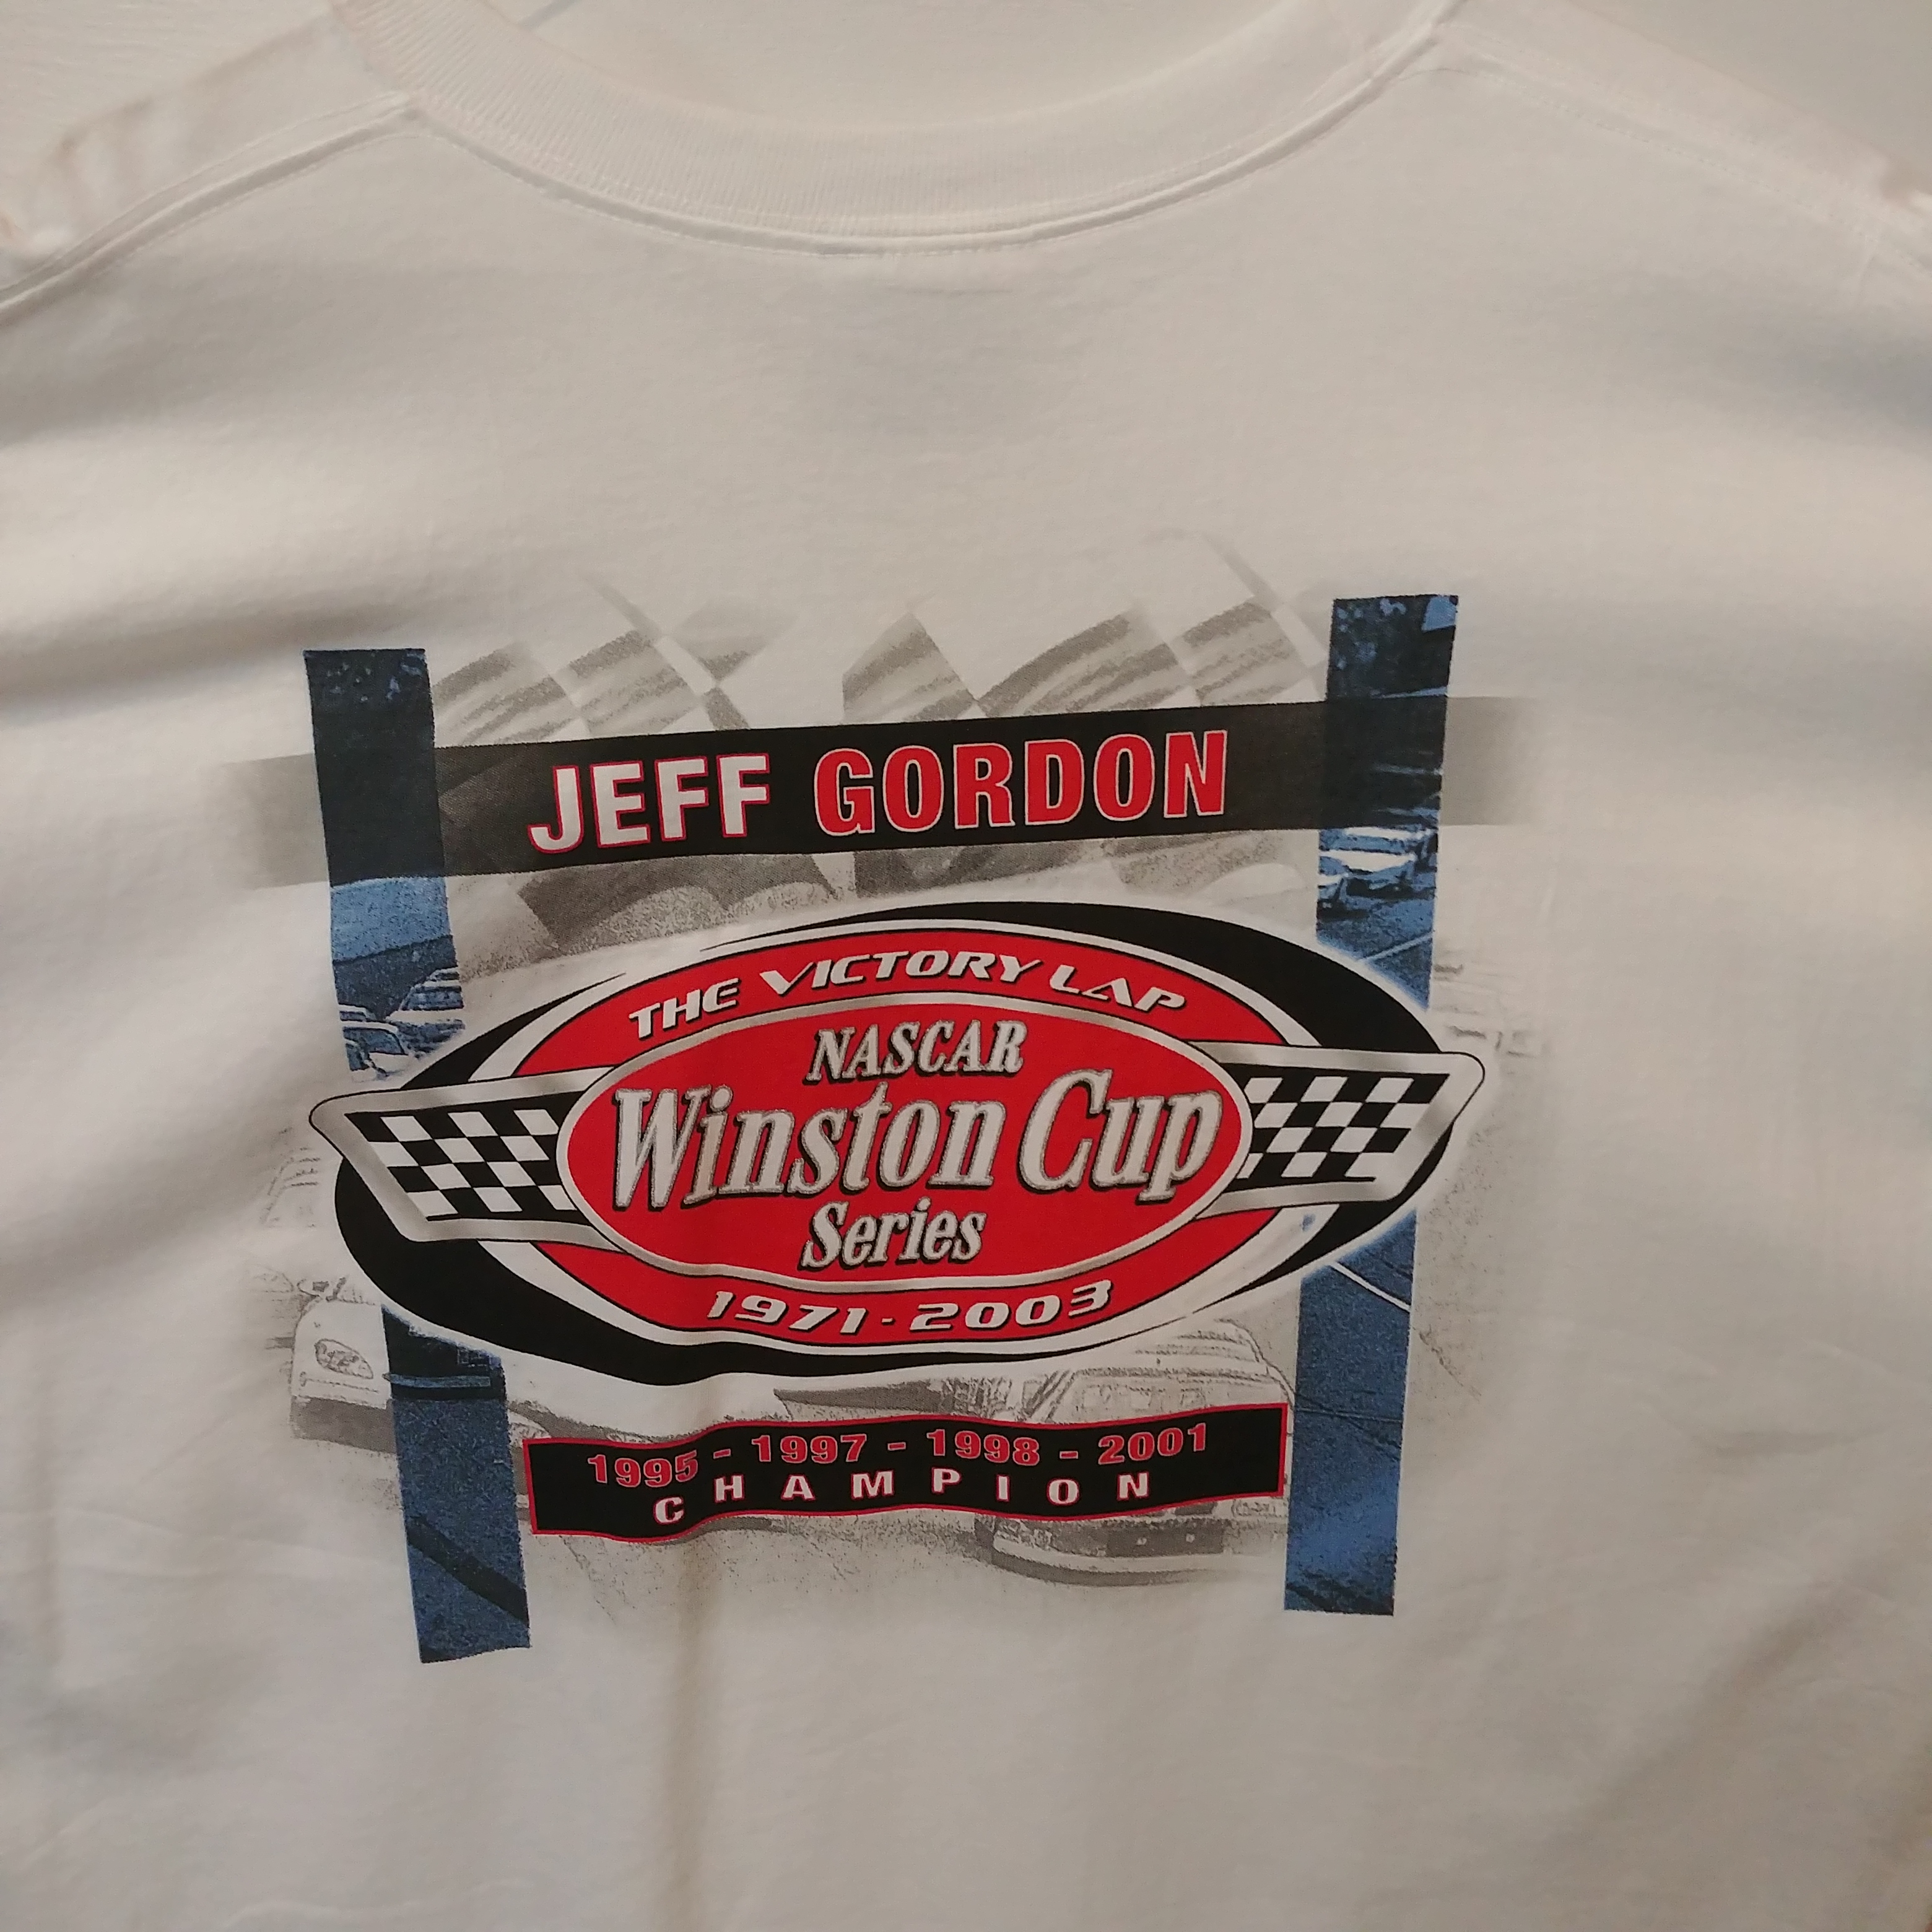 JEFF GORDON
THE VICTORY LAP
NASCAR
Winston Cup
Series
1971-2003
1995 - 1997 - 1998 - 2001
CHAMPION